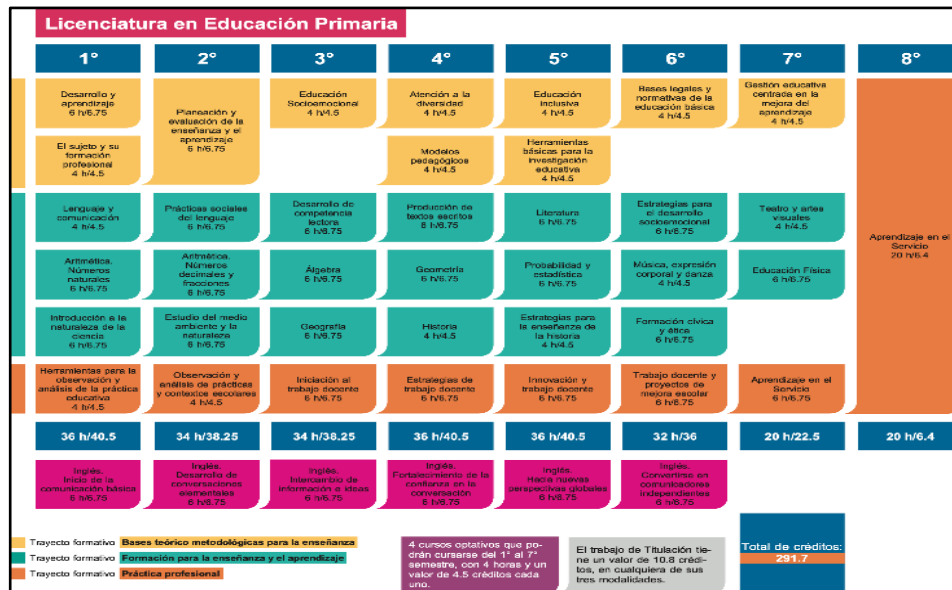 Licenciatura en Educación Primaria
1°
2°
3°
4°
5°
6°
7°
8°
Desarrollo y
aprendizaje
6 h/6.75
Planeación y
evaluación de la
enseñanza y el
aprendizaje
6 h/6.75
Educación
Socioemocional
4 h/4.5
Atención a la
diversidad
4 h/4.5
Educación
inclusiva
4 h/4.5
Bases legales y
normativas de la
educación básica
4 h/4.5
Gestión educativa
centrada en la
mejora del
aprendizaje
4 h/4.5
El sujeto y su
formación
profesional
4 h/4.5
Modelos
pedagógicos
4 h/4.5
Herramientas
básicas para la
investigación
educativa
4 h/4.5
Lenguaje y
comunicación
4 h/4.5
Prácticas sociales
del lenguaje
6 h/6.75
Desarrollo de
competencia
lectora
6 h/6.75
Producción de
textos escritos
6 h/6.75
Literatura
6 h/6.75
Estrategias para
el desarrollo
socioemocional
6 h/6.75
Teatro y artes
visuales
4 h/4.5
Aprendizaje en el
Servicio
20 h/6.4
Aritmética.
Números
naturales
6 h/6.75
Aritmética.
Números
decimales y
fracciones
6 h/6.75
Álgebra
6 h/6.75
Geometría
6 h/6.75
Probabilidad y
estadística
6 h/6.75
Música, expresión
corporal y danza
4 h/4.5
Educación Física
6 h/6.75
Introducción a la
naturaleza de la
ciencia
6 h/6.75
Estudio del medio
ambiente y la
naturaleza
6 h/6.75
Geografía
6 h/6.75
Historia
4 h/4.5
Estrategias para
la enseñanza de
la historia
4 h/4.5
Formación cívica
y ética
6 h/6.75
Herramientas para la
observación y
análisis de la práctica
educativa
4 h/4.5
Observación y
análisis de prácticas
y contextos escolares
4 h/4.5
Iniciación al
trabajo docente
6 h/6.75
Estrategias de
trabajo docente
6 h/6.75
Innovación y
trabajo docente
6 h/6.75
Trabajo docente y
proyectos de
mejora escolar
6 h/6.75
Aprendizaje en el
Servicio
6 h/6.75
36 h/40.5
34 h/38.25
34 h/38.25
36 h/40.5
36 h/40.5
32 h/36
20 h/22.5
20 h/6.4
Inglés.
Inicio de la
comunicación básica
6 h/6.75
Inglés.
Desarrollo de
conversaciones
elementales
6 h/6.75
Inglés.
Intercambio de
información e ideas
6 h/6.75
Inglés.
Fortalecimiento de la
confianza en la
conversación
6 h/6.75
Inglés.
Hacia nuevas
perspectivas globales
6 h/6.75
Inglés.
Convertirse en
comunicadores
independientes
6 h/6.75
Trayecto formativo Bases teórico metodológicas para la enseñanza
Trayecto formativo Formación para la enseñanza y el aprendizaje
Trayecto formativo Práctica profesional
4 cursos optativos que po-
drán cursarse del 1° al 7°
semestre, con 4 horas y un
valor de 4.5 créditos cada
uno.
El trabajo de Titulación tie-
ne un valor de 10.8 crédi-
tos, en cualquiera de sus
tres modalidades.
Total de créditos:
291.7